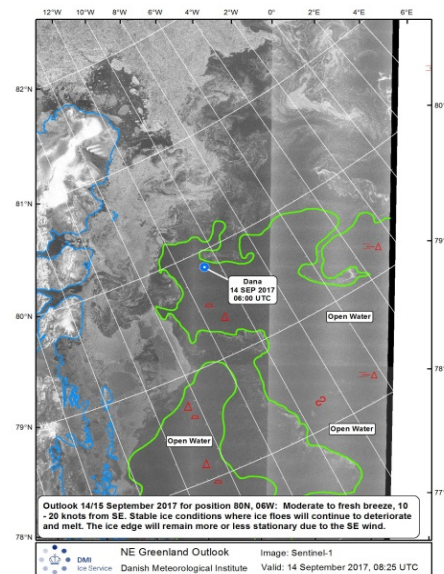 12°W 10°W 8°W 6°W 4°W 2°W 0° 2°E 4°E 6°E
82°N
80°
81°N
79°
Dana
14 SEP 2017
06:00 UTC
80°N
Open Water
78°
79°N
Open Water
Open Water
77°
78°N
Outlook 14/15 September 2017 for position 80N, 06W: Moderate to fresh breeze, 10
- 20 knots from SE. Stable ice conditions where ice floes will continue to deteriorate
and melt. The ice edge will remain more or less stationary due to the SE wind.
DMI
Ice Service
NE Greenland Outlook
Danish Meteorological Institute
Image: Sentinel-1
Valid: 14 September 2017, 08:25 UTC